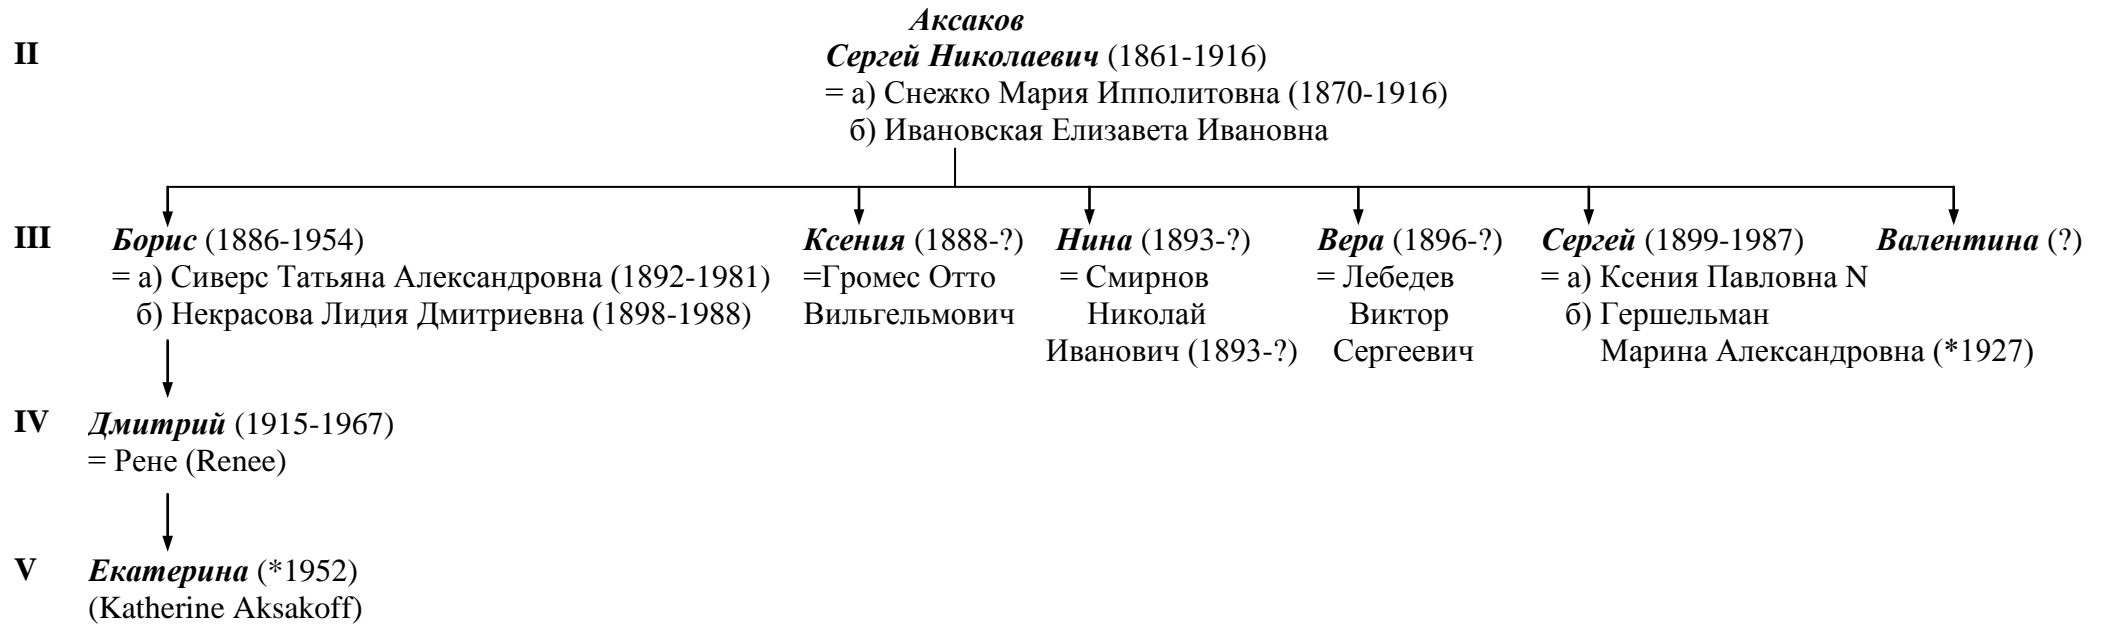 Аксаков
II
Сергей Николаевич (1861-1916)
= а) Снежко Мария Ипполитовна (1870-1916)
б) Ивановская Елизавета Ивановна
III
Борис (1886-1954)
= а) Сиверс Татьяна Александровна (1892-1981)
б) Некрасова Лидия Дмитриевна (1898-1988)
Ксения (1888-?)
=Громес Отто
Вильгельмович
Нина (1893-?)
= Смирнов
Николай
Иванович (1893-?)
Вера (1896-?)
= Лебедев
Виктор
Сергеевич
Сергей (1899-1987)
= а) Ксения Павловна N
б) Гершельман
Марина Александровна (*1927)
Валентина (?)
IV
Дмитрий (1915-1967)
= Рене (Renee)
V
Екатерина (*1952)
(Katherine Aksakoff)